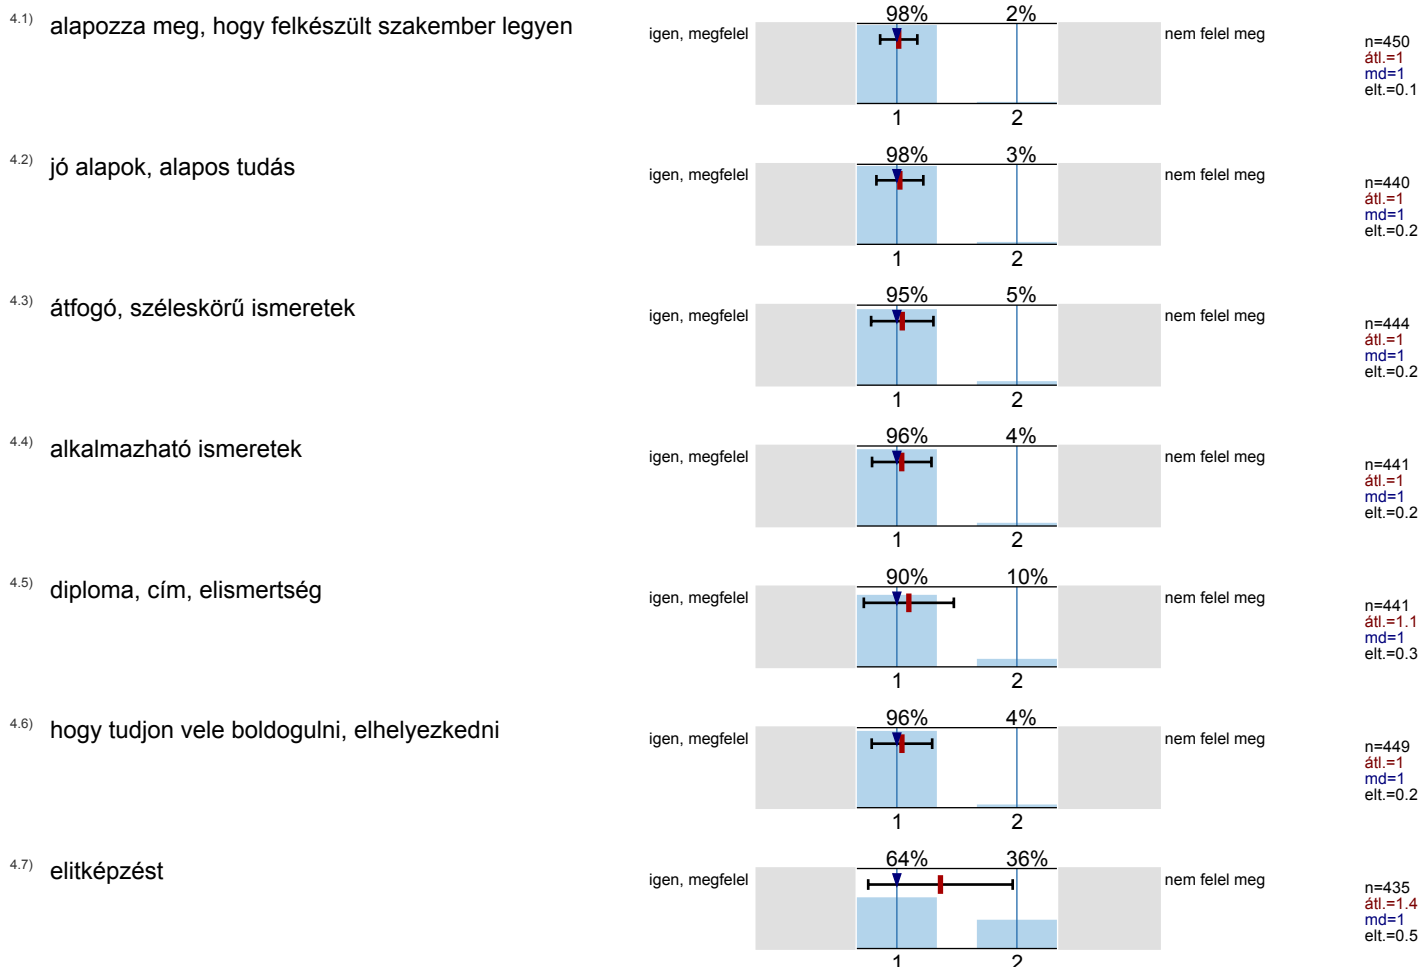 4.1) alapozza meg, hogy felkészült szakember legyen
igen, megfelel
98% 2%
nem felel meg
1 2
n=450
átl.=1
md=1
elt.=0.1
4.2) jó alapok, alapos tudás
igen, megfelel
98% 3%
nem felel meg
1 2
n=440
átl.=1
md=1
elt.=0.2
4.3) átfogó, széleskörű ismeretek
igen, megfelel
95% 5%
nem felel meg
1 2
n=444
átl.=1
md=1
elt.=0.2
4.4) alkalmazható ismeretek
igen, megfelel
96% 4%
nem felel meg
1 2
n=441
átl.=1
md=1
elt.=0.2
4.5) diploma, cím, elismertség
igen, megfelel
90% 10%
nem felel meg
1 2
n=441
átl.=1.1
md=1
elt.=0.3
4.6) hogy tudjon vele boldogulni, elhelyezkedni
igen, megfelel
96% 4%
nem felel meg
1 2
n=449
átl.=1
md=1
elt.=0.2
4.7) elitképzést
igen, megfelel
64% 36%
nem felel meg
1 2
n=435
átl.=1.4
md=1
elt.=0.5